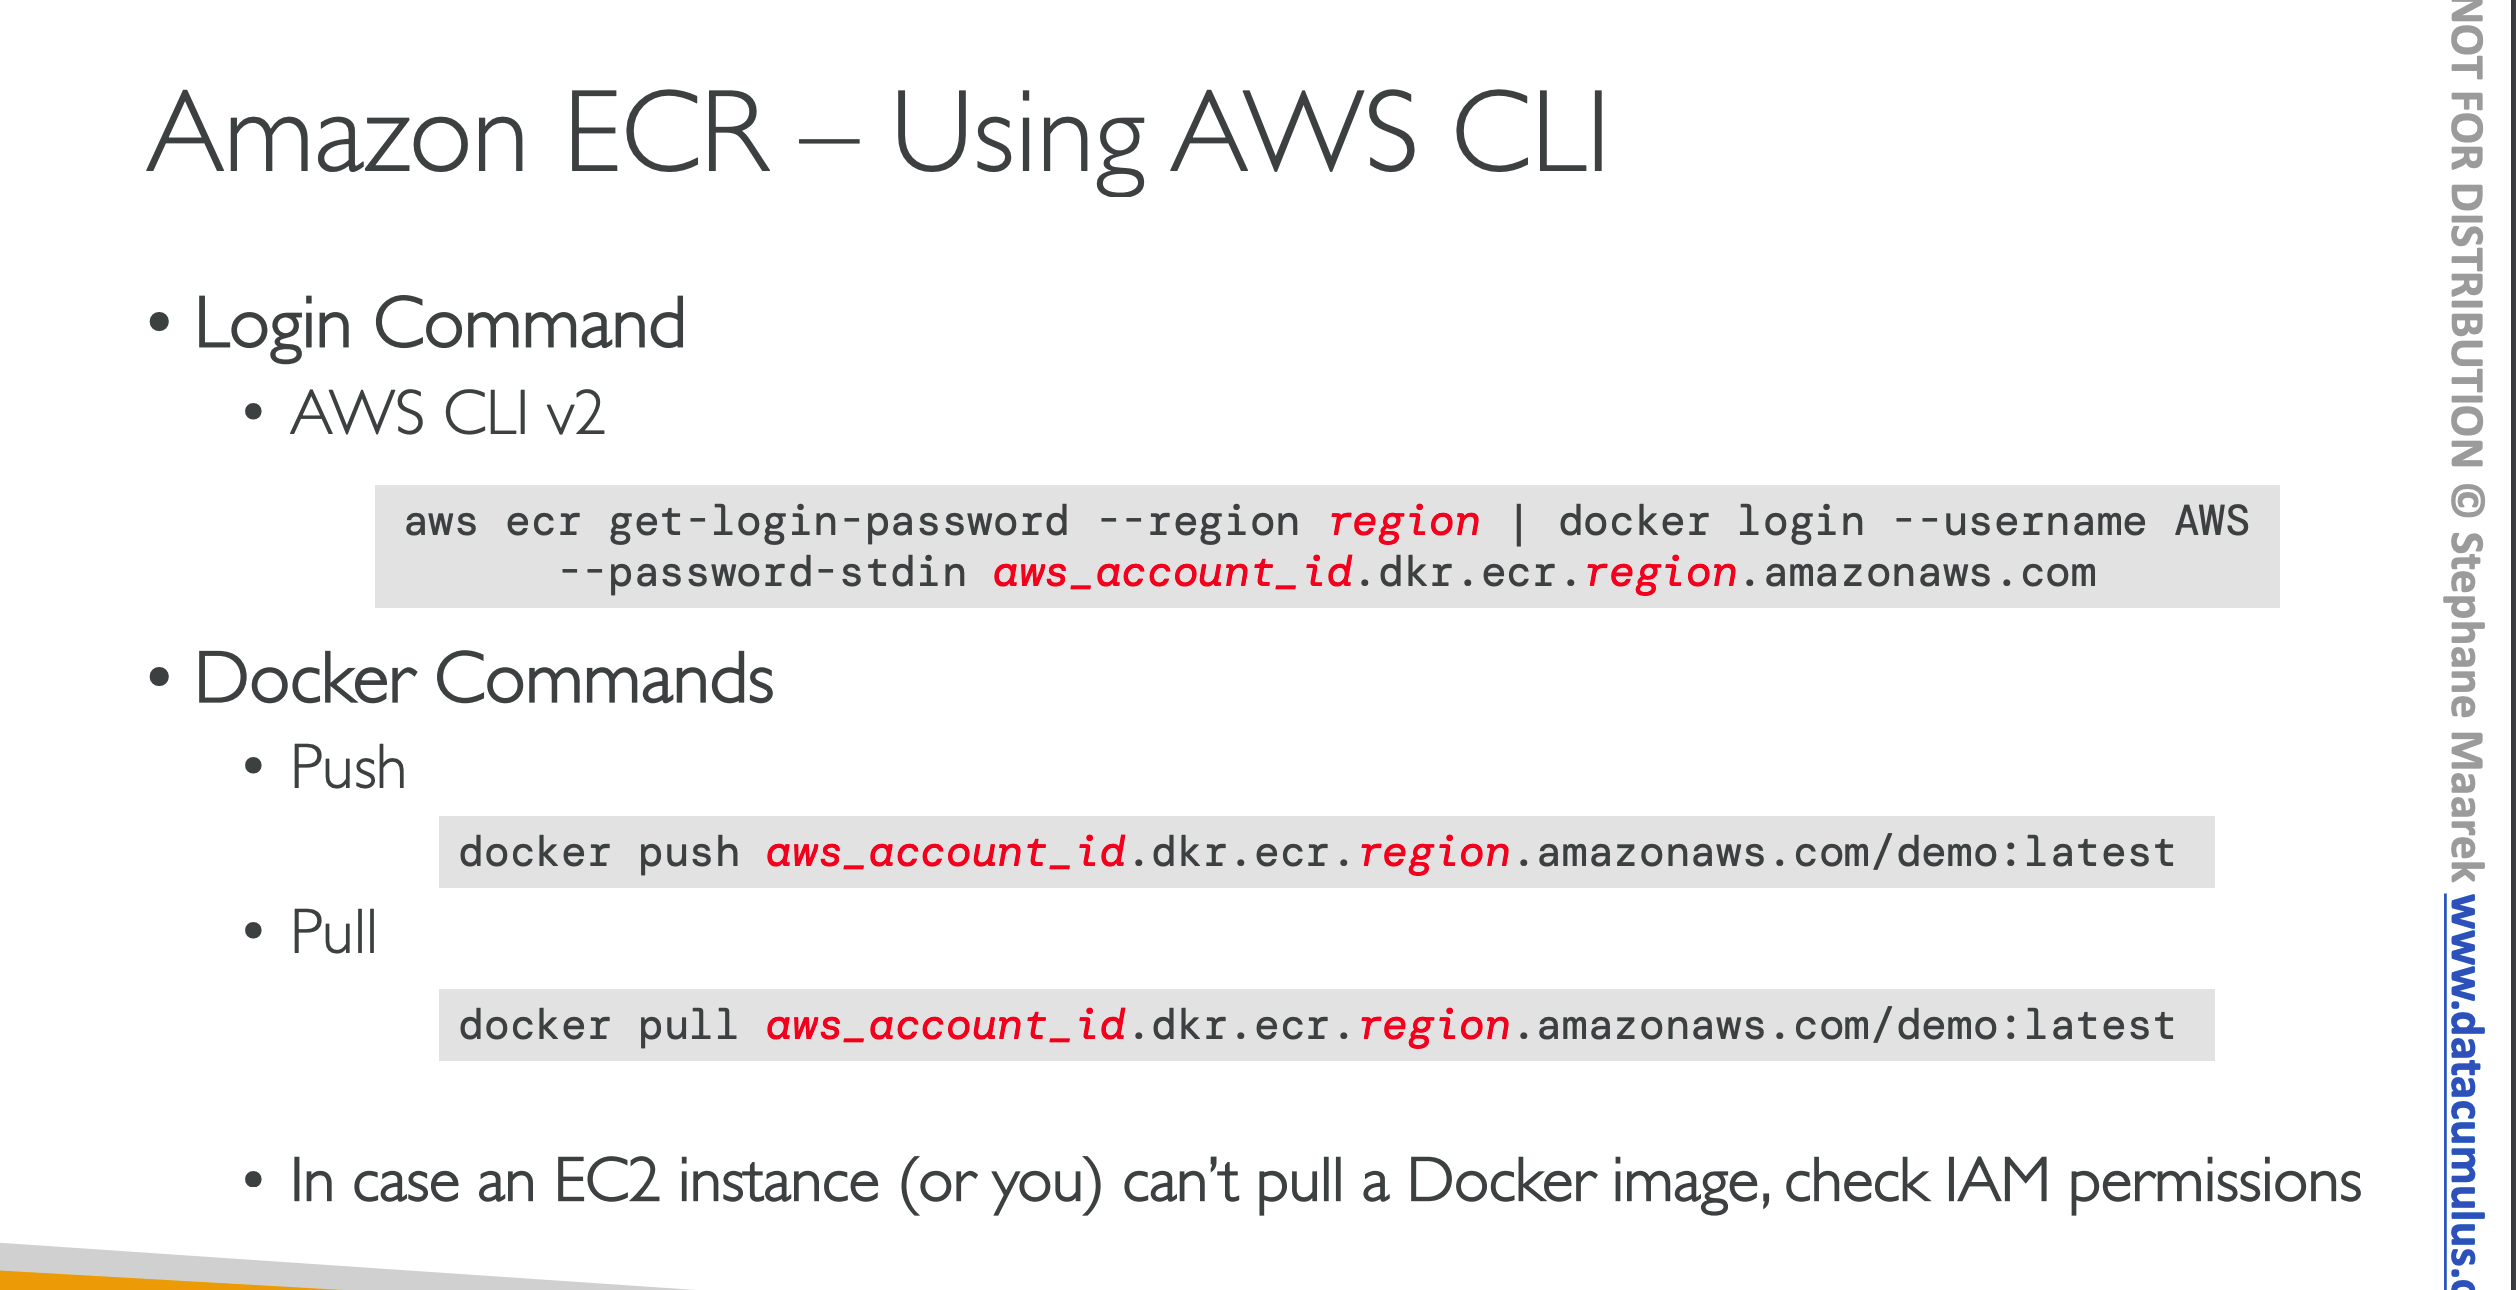 Amazon ECR – Using AWS CLI
• Login Command
• AWS CLI v2
aws ecr get-login-password --region region | docker login --username AWS
--password-stdin aws_account_id.dkr.ecr.region.amazonaws.com
• Docker Commands
• Push
docker push aws_account_id.dkr.ecr.region.amazonaws.com/demo:latest
• Pull
docker pull aws_account_id.dkr.ecr.region.amazonaws.com/demo:latest
• In case an EC2 instance (or you) can’t pull a Docker image, check IAM permissions
NOT FOR DISTRIBUTION © Stephane Maarek www.datacumulus.c